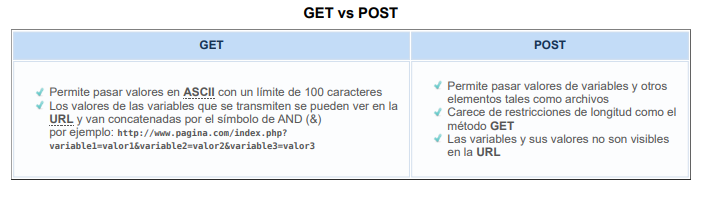 GET vs POST
GET
POST
Permite pasar valores en ASCII con un límite de 100 caracteres
Los valores de las variables que se transmiten se pueden ver en la
URL y van concatenadas por el símbolo de AND (&)
por ejemplo: http://www.pagina.com/index.php?
variable1=valor1&variable2=valor2&variable3=valor3
Permite pasar valores de variables y otros
elementos tales como archivos
Carece de restricciones de longitud como el
método GET
Las variables y sus valores no son visibles
en la URL